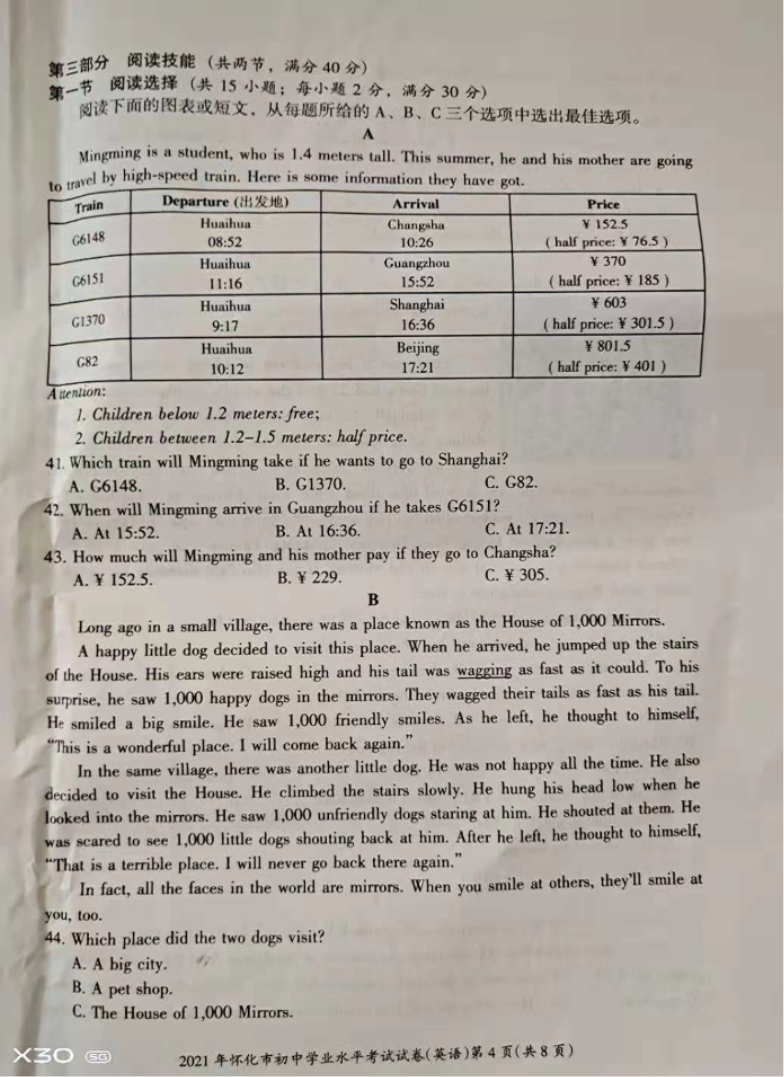 第三部分 阅读技能（共两节，满分 40 分）
第一节 阅读选择（共 15 小题；每小题 2 分，满分 30 分）
阅读下面的图表或短文，从每题所给的 A、B、C 三个选项中选出最佳选项。
A
Mingming is a student, who is 1.4 meters tall. This summer, he and his mother are going
to travel by high-speed train. Here is some information they have got.
Train Departure (出发地) Arrival Price
G6148 Huaihua 08:52 Changsha 10:26 ¥ 152.5 ( half price: ¥ 76.5 )
G6151 Huaihua 11:16 Guangzhou 15:52 ¥ 370 ( half price: ¥ 185 )
G1370 Huaihua 9:17 Shanghai 16:36 ¥ 603 ( half price: ¥ 301.5 )
G82 Huaihua 10:12 Beijing 17:21 ¥ 801.5 ( half price: ¥ 401 )
Attention:
1. Children below 1.2 meters: free;
2. Children between 1.2–1.5 meters: half price.
41. Which train will Mingming take if he wants to go to Shanghai?
A. G6148. B. G1370. C. G82.
42. When will Mingming arrive in Guangzhou if he takes G6151?
A. At 15:52. B. At 16:36. C. At 17:21.
43. How much will Mingming and his mother pay if they go to Changsha?
A. ¥ 152.5. B. ¥ 229. C. ¥ 305.
B
Long ago in a small village, there was a place known as the House of 1,000 Mirrors.
A happy little dog decided to visit this place. When he arrived, he jumped up the stairs
of the House. His ears were raised high and his tail was wagging as fast as it could. To his
surprise, he saw 1,000 happy dogs in the mirrors. They wagged their tails as fast as his tail.
He smiled a big smile. He saw 1,000 friendly smiles. As he left, he thought to himself,
“This is a wonderful place. I will come back again.”
In the same village, there was another little dog. He was not happy all the time. He also
decided to visit the House. He climbed the stairs slowly. He hung his head low when he
looked into the mirrors. He saw 1,000 unfriendly dogs staring at him. He shouted at them. He
was scared to see 1,000 little dogs shouting back at him. After he left, he thought to himself,
“That is a terrible place. I will never go back there again.”
In fact, all the faces in the world are mirrors. When you smile at others, they’ll smile at
you, too.
44. Which place did the two dogs visit?
A. A big city.
B. A pet shop.
C. The House of 1,000 Mirrors.
2021 年怀化市初中学业水平考试试卷(英语)第 4 页(共 8 页)
X30 5G